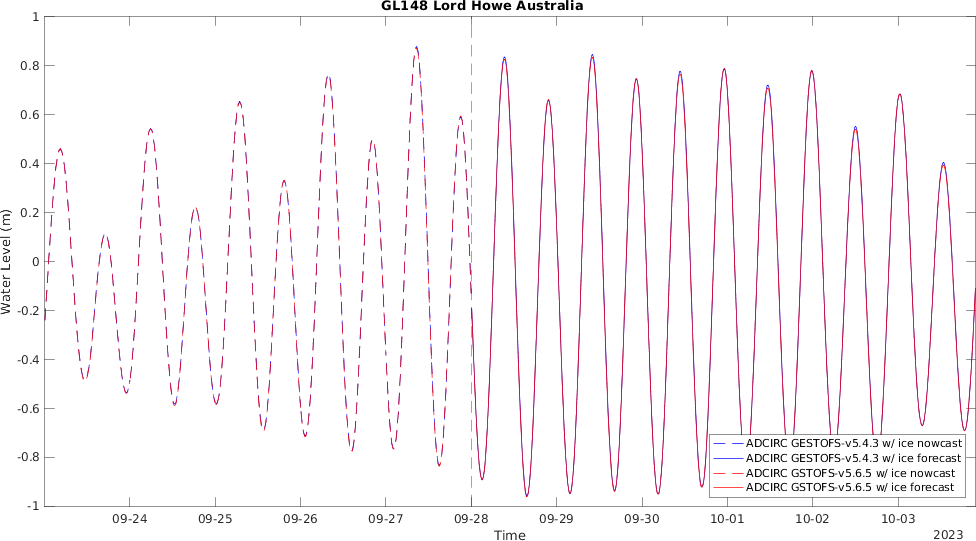 GL148 Lord Howe Australia
Water Level (m)
1
0.8
0.6
0.4
0.2
0
-0.2
-0.4
-0.6
-0.8
-1
ADCIRC GESTOFS-v5.4.3 w/ ice nowcast
ADCIRC GESTOFS-v5.4.3 w/ ice forecast
ADCIRC GSTOFS-v5.6.5 w/ ice nowcast
ADCIRC GSTOFS-v5.6.5 w/ ice forecast
09-24 09-25 09-26 09-27 09-28 09-29 09-30 10-01 10-02 10-03
Time
2023